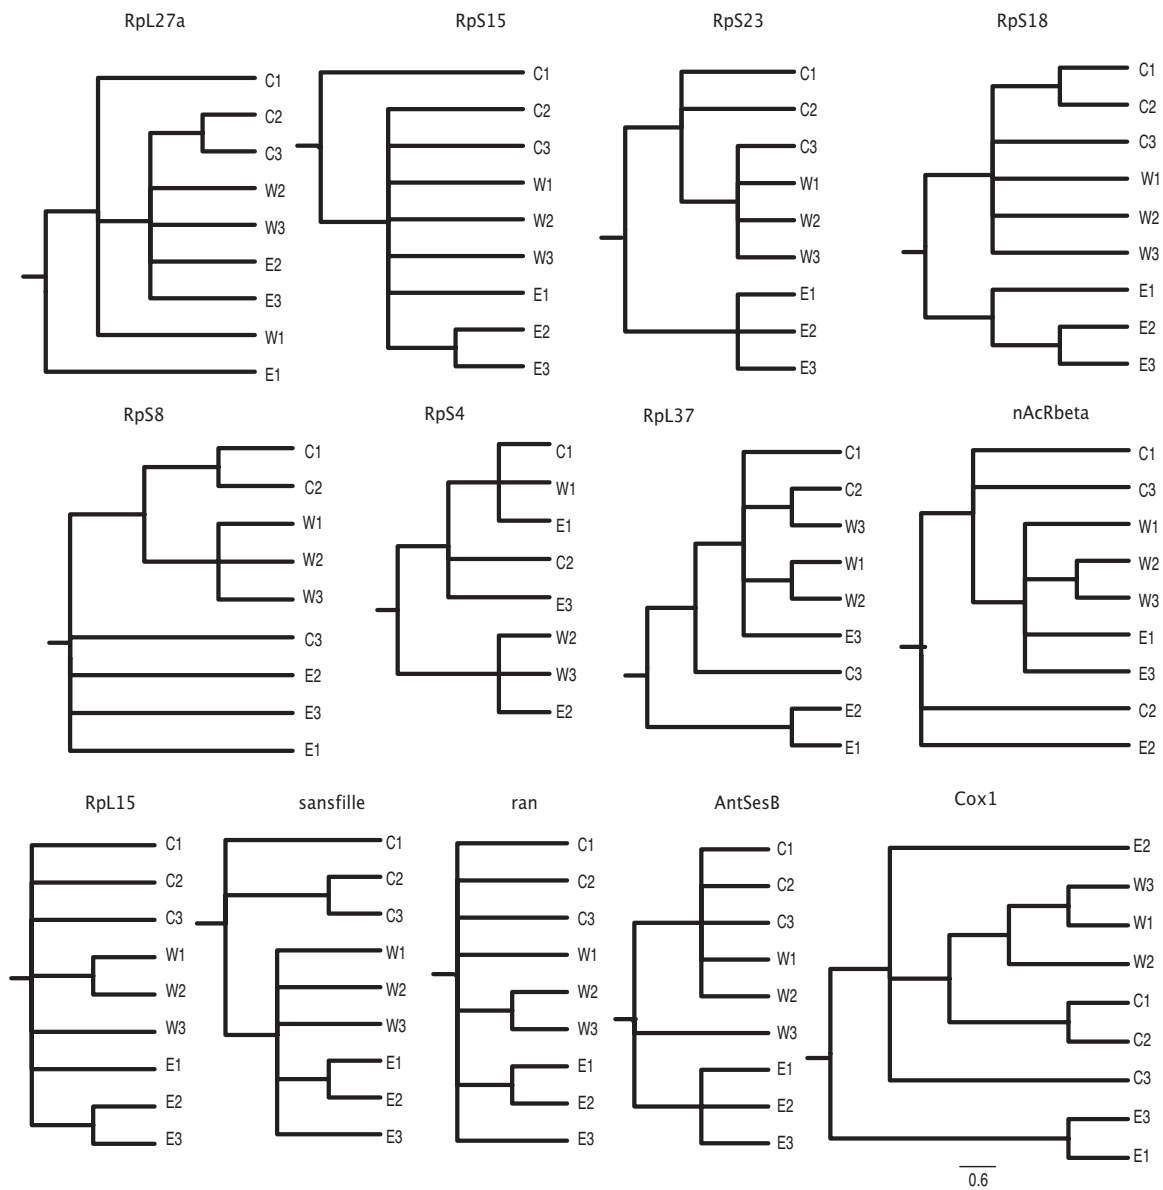 RpL27a
C1
C2
C3
W2
W3
E2
E3
W1
E1
RpS15
C1
C2
C3
W1
W2
W3
E1
E2
E3
RpS23
C1
C2
C3
W1
W2
W3
E1
E2
E3
RpS18
C1
C2
C3
W1
W2
W3
E1
E2
E3
RpS8
C1
C2
W1
W2
W3
C3
E2
E3
E1
RpS4
C1
W1
E1
C2
E3
W2
W3
E2
RpL37
C1
C2
W3
W1
W2
E3
C3
E2
E1
nAcRbeta
C1
C3
W1
W2
W3
E1
E3
C2
E2
RpL15
C1
C2
C3
W1
W2
W3
E1
E2
E3
sansfille
C1
C2
C3
W1
W2
W3
E1
E2
E3
ran
C1
C2
C3
W1
W2
W3
E1
E2
E3
AntSesB
C1
C2
C3
W1
W2
W3
E1
E2
E3
Cox1
E2
W3
W1
W2
C1
C2
C3
E3
E1
0.6